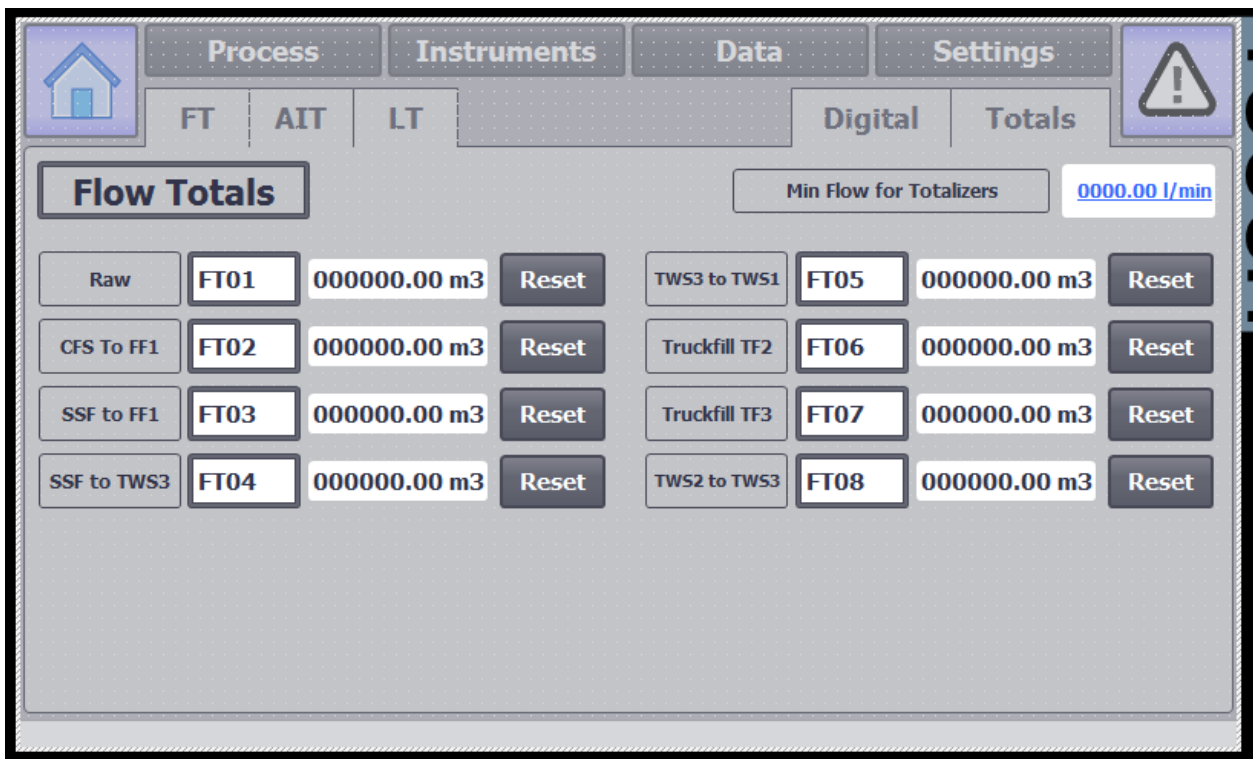 Process Instruments Data Settings
FT AIT LT Digital Totals
Flow Totals
Min Flow for Totalizers 0000.00 l/min
Raw FT01 000000.00 m3 Reset
TWS3 to TWS1 FT05 000000.00 m3 Reset
CFS To FF1 FT02 000000.00 m3 Reset
Truckfill TF2 FT06 000000.00 m3 Reset
SSF to FF1 FT03 000000.00 m3 Reset
Truckfill TF3 FT07 000000.00 m3 Reset
SSF to TWS3 FT04 000000.00 m3 Reset
TWS2 to TWS3 FT08 000000.00 m3 Reset